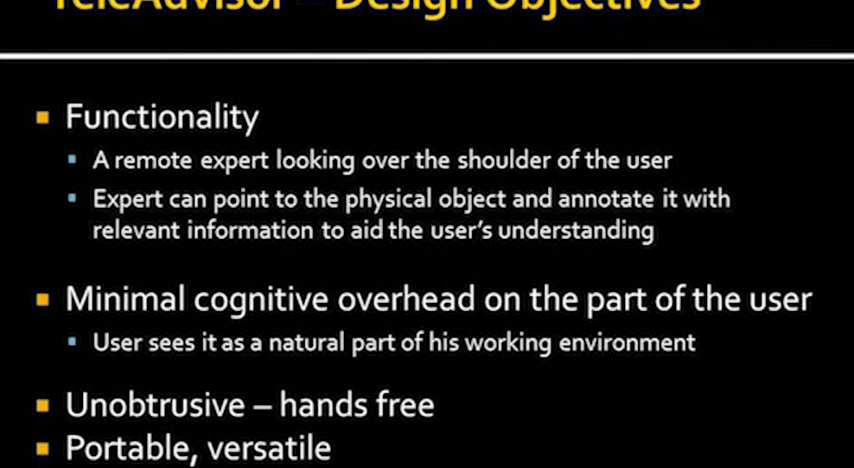 TeleAdvisor – Design Objectives
Functionality
A remote expert looking over the shoulder of the user
Expert can point to the physical object and annotate it with
relevant information to aid the user's understanding
Minimal cognitive overhead on the part of the user
User sees it as a natural part of his working environment
Unobtrusive – hands free
Portable, versatile